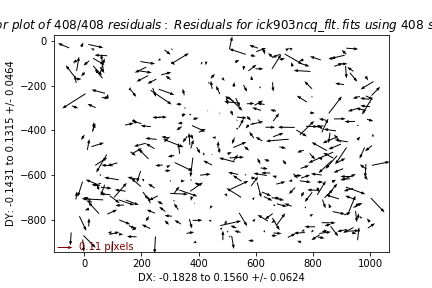 or plot of 408/408 residuals: Residuals for ick903ncq_flt.fits using 408 s
0
−200
−400
−600
−800
DY: -0.1431 to 0.1315 +/- 0.0464
0.11 pixels
0 200 400 600 800 1000
DX: -0.1828 to 0.1560 +/- 0.0624